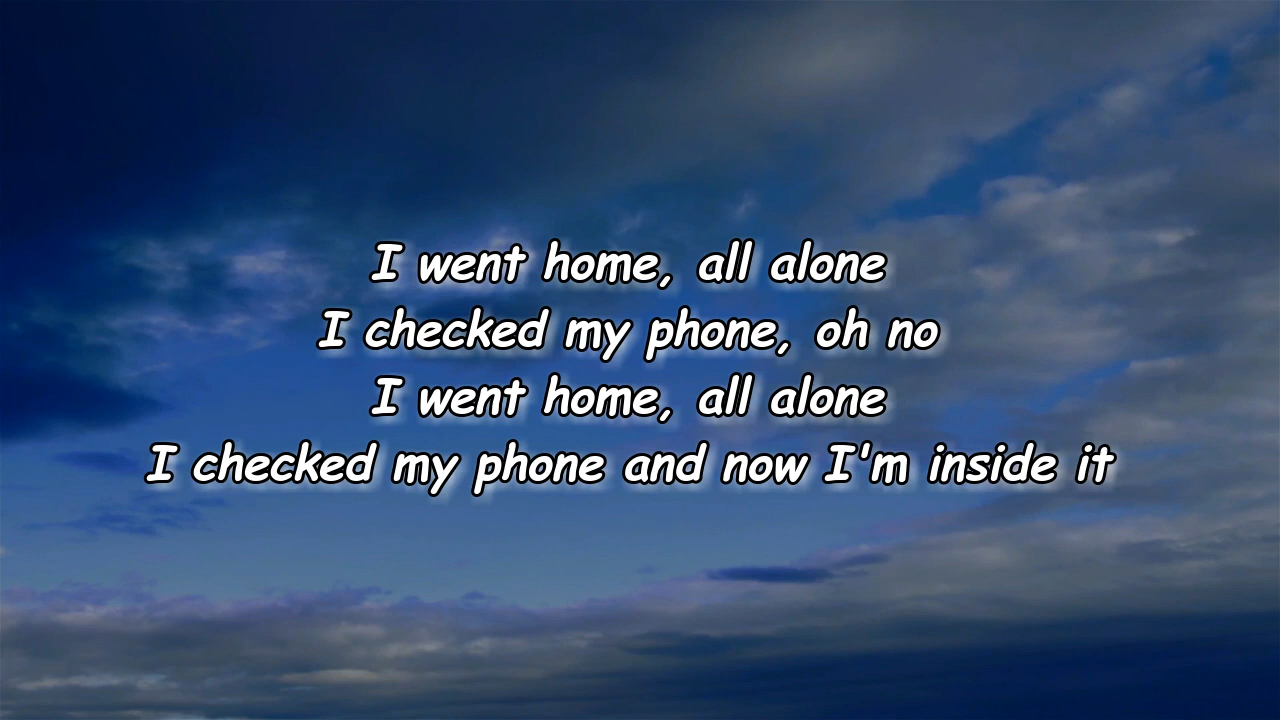 I went home, all alone
I checked my phone, oh no
I went home, all alone
I checked my phone and now I'm inside it